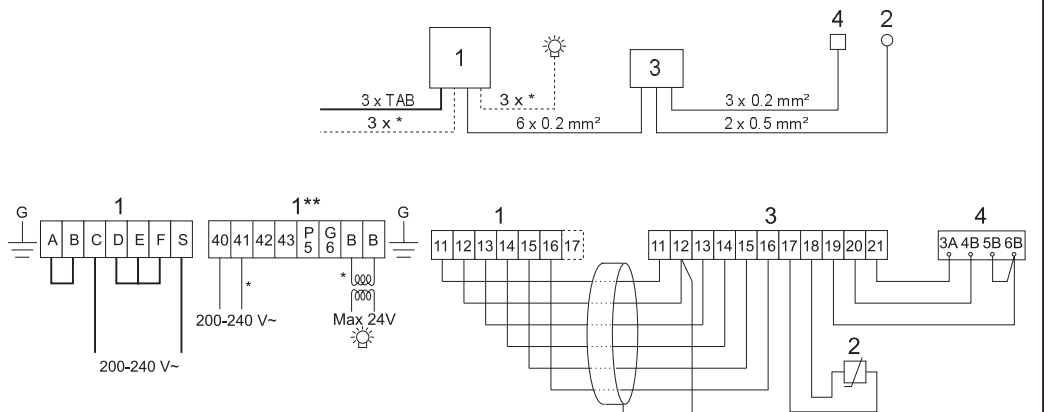 4 2
1
3
3 x TAB
3 x *
3 x 0.2 mm²
3 x *
6 x 0.2 mm²
2 x 0.5 mm²
G 1 1** G 1 3 4
A B C D E F S
40 41 42 43 P5 G6 B B
11 12 13 14 15 16 17
11 12 13 14 15 16 17 18 19 20 21
3A 4B 5B 6B
*
*
200-240 V~
Max 24V
2
200-240 V~